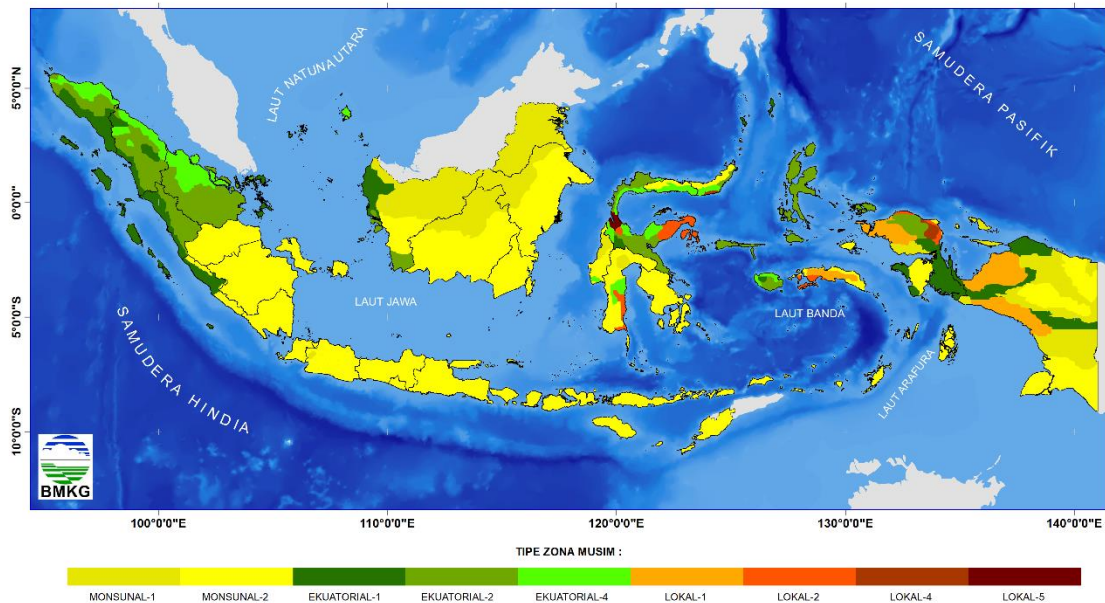 LAUT NATUNAUTARA
SAMUDERA PASIFIK
5°0'0"N
0°0'0"
5°0'0"S
10°0'0"S
LAUT JAWA
LAUT BANDA
LAUT ARAFURA
SAMUDERA HINDIA
BMKG
100°0'0"E
110°0'0"E
120°0'0"E
130°0'0"E
140°0'0"E
TIPE ZONA MUSIM :
MONSUNAL-1
MONSUNAL-2
EKUATORIAL-1
EKUATORIAL-2
EKUATORIAL-4
LOKAL-1
LOKAL-2
LOKAL-4
LOKAL-5